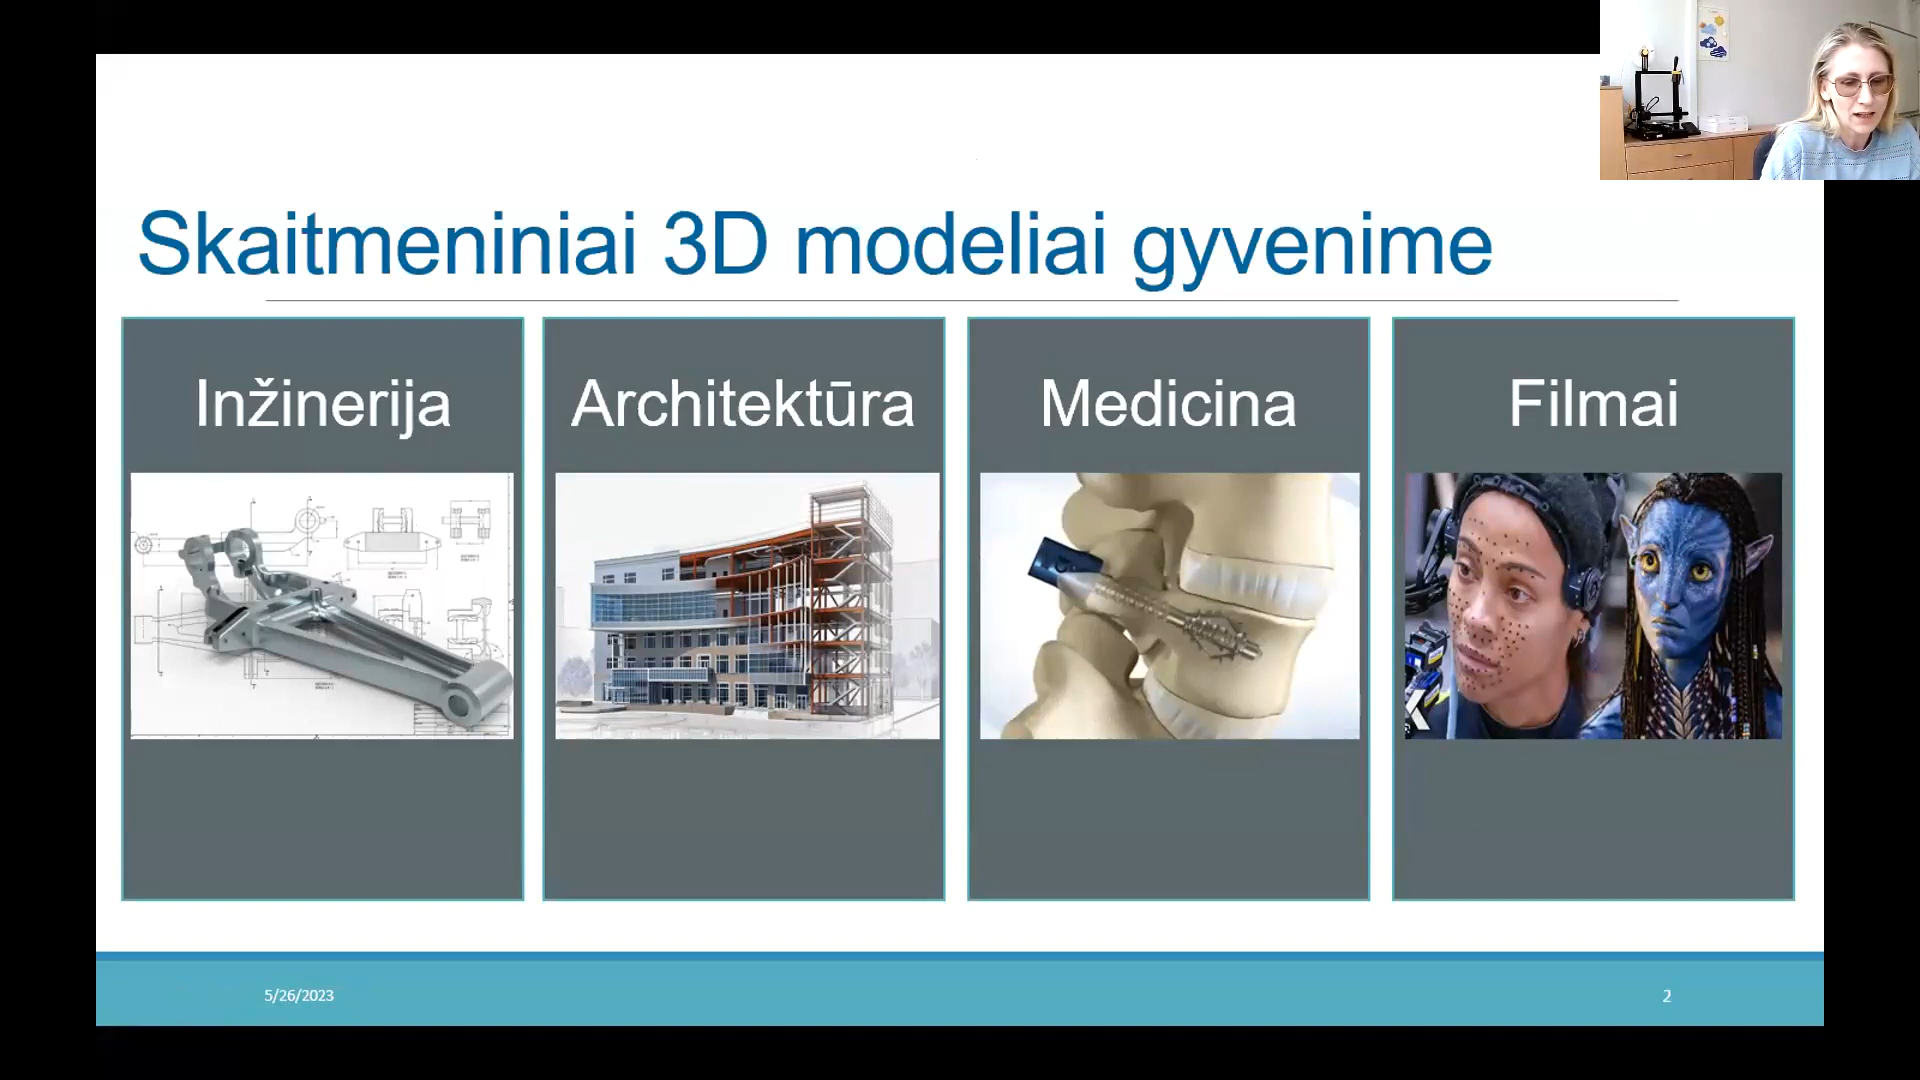 Skaitmeniniai 3D modeliai gyvenime
Inžinerija
Architektūra
Medicina
Filmai
5/26/2023
2